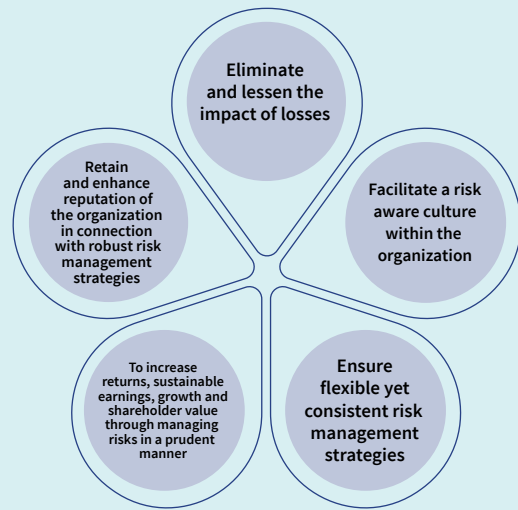 Eliminate
and lessen the
impact of losses
Facilitate a risk
aware culture
within the
organization
Ensure
flexible yet
consistent risk
management
strategies
To increase
returns, sustainable
earnings, growth and
shareholder value
through managing
risks in a prudent
manner
Retain
and enhance
reputation of
the organization
in connection
with robust risk
management
strategies